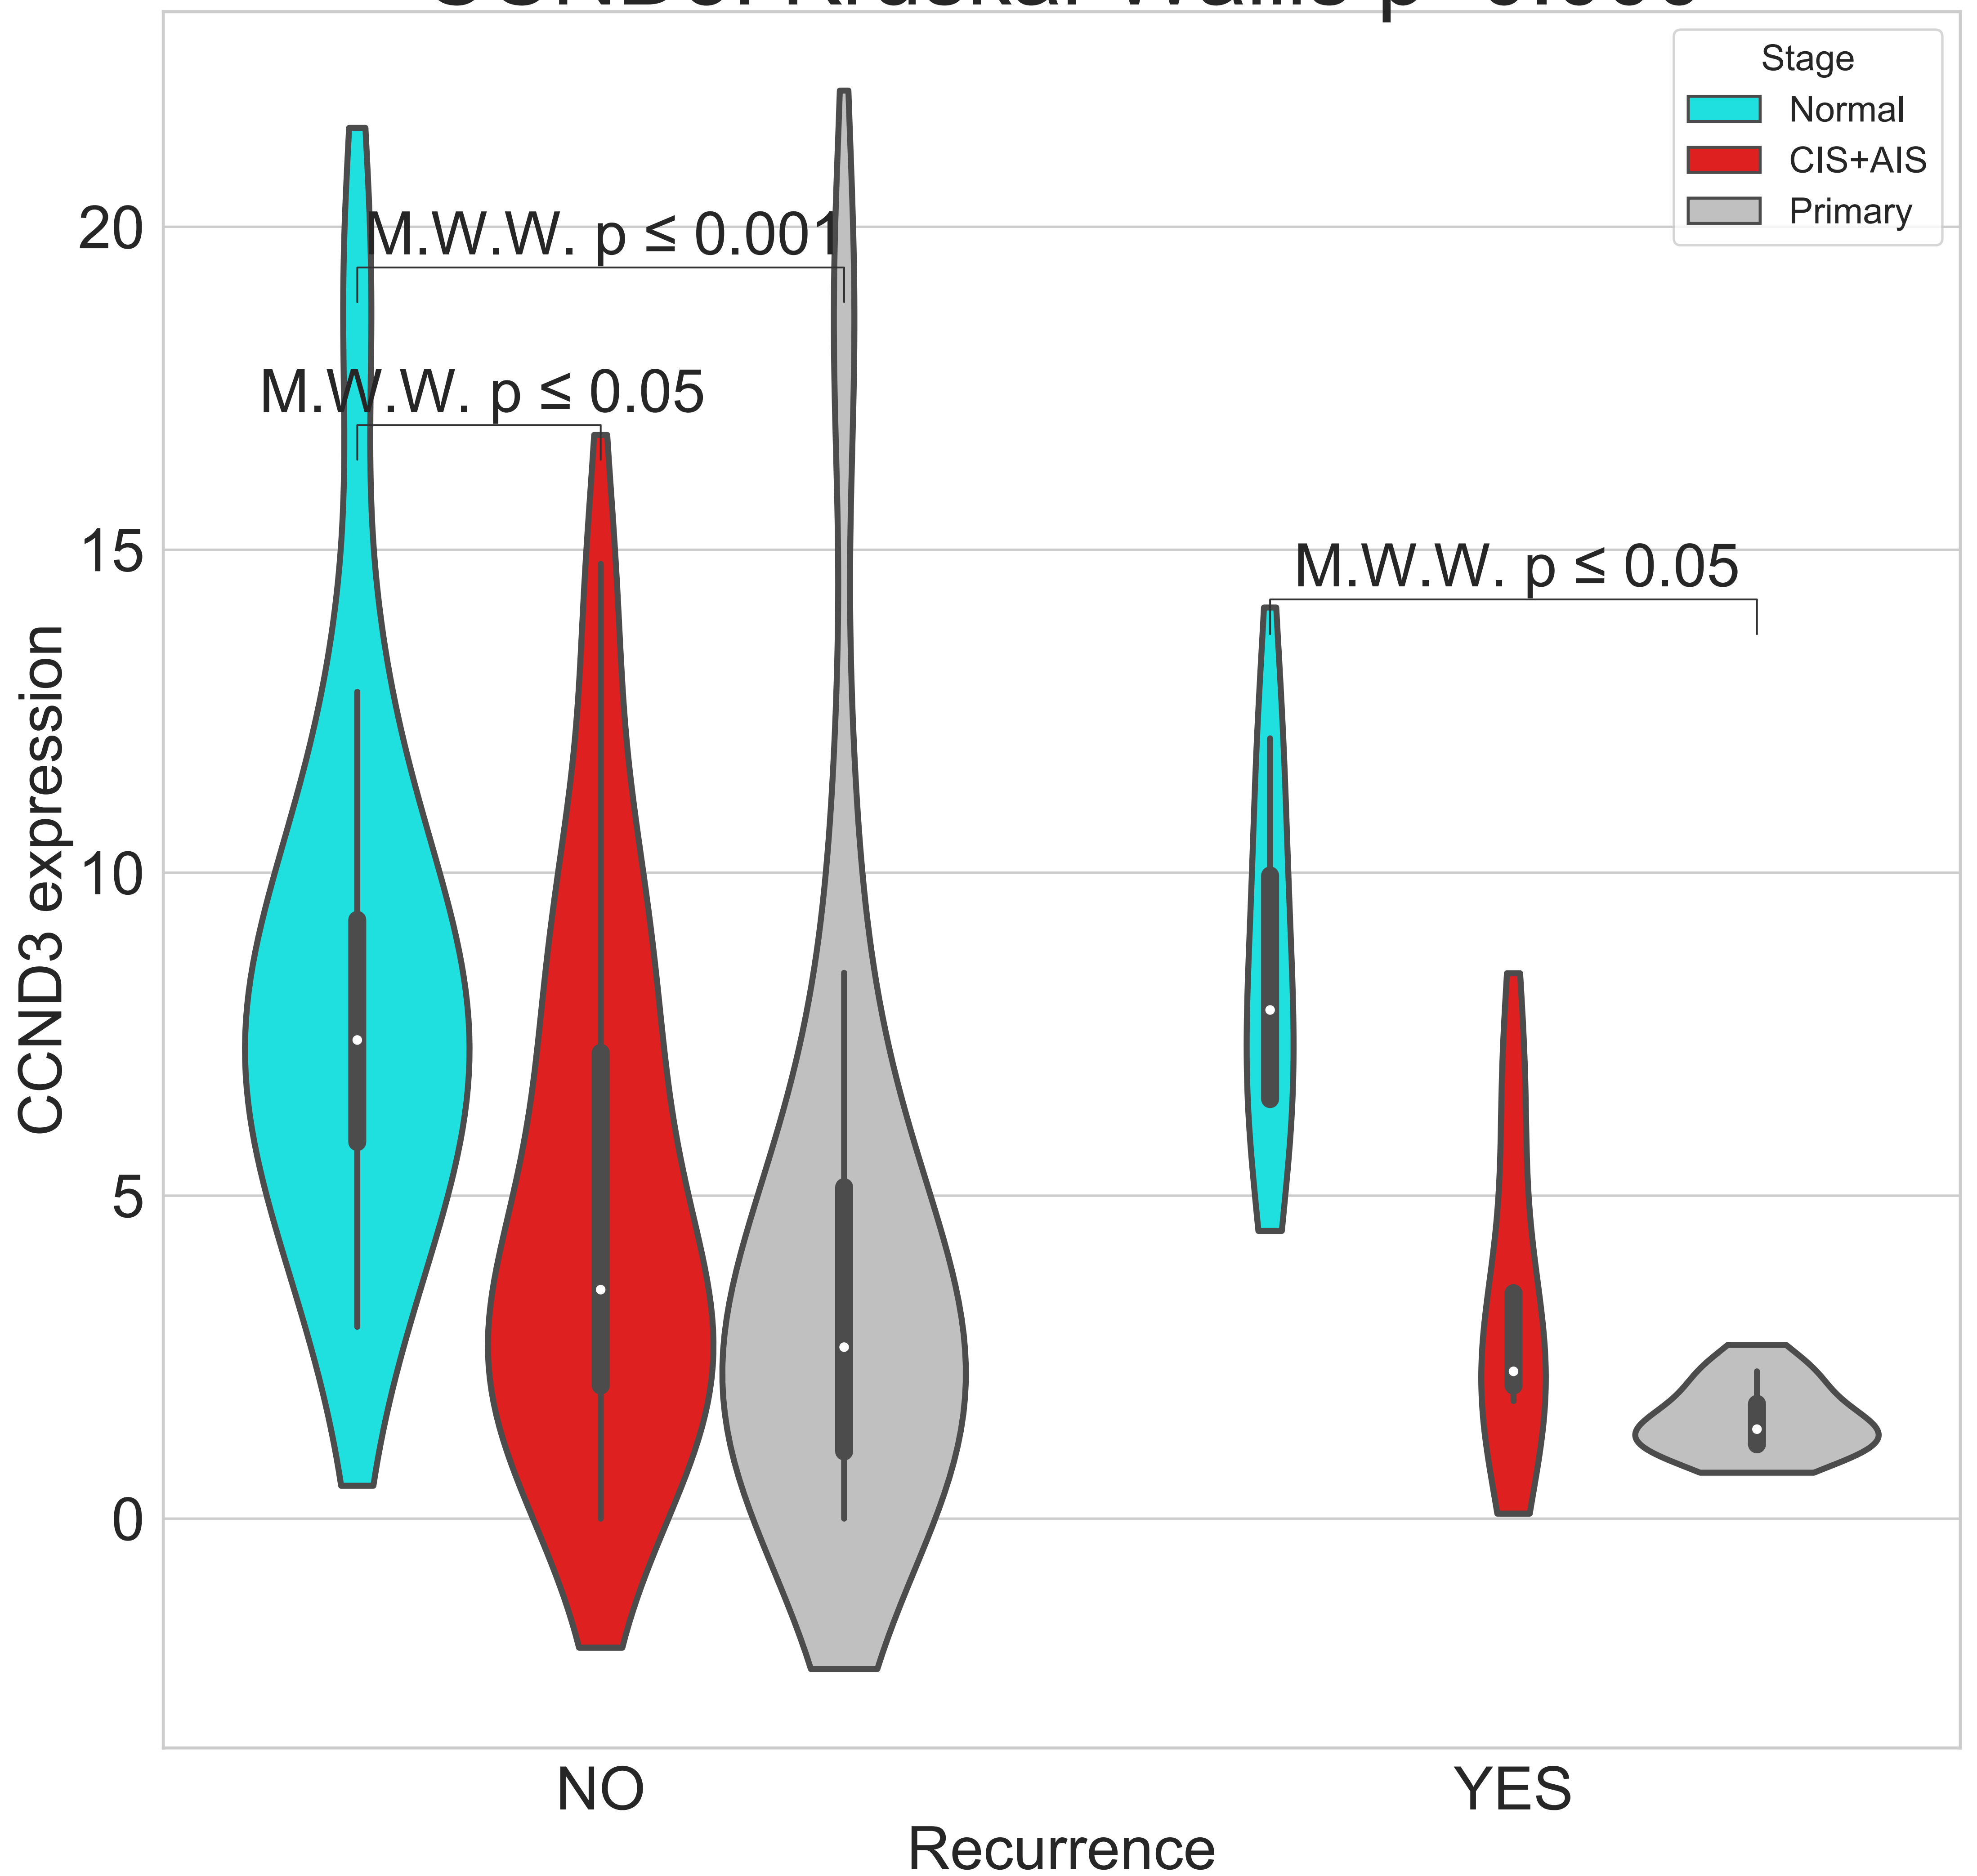 Stage
Normal
CIS+AIS
Primary
M.W.W. p ≤ 0.001
M.W.W. p ≤ 0.05
M.W.W. p ≤ 0.05
CCND3 expression
20
15
10
5
0
NO
YES
Recurrence